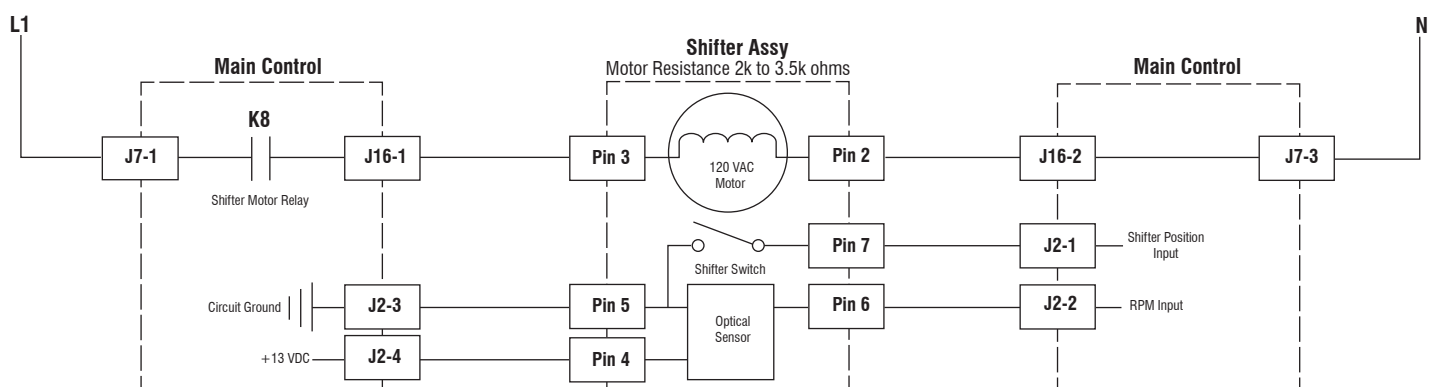 L1
N
Shifter Assy
Motor Resistance 2k to 3.5k ohms
Main Control
Main Control
K8
J7-1
J16-1
Pin 3
120 VAC
Motor
Pin 2
J16-2
J7-3
Shifter Motor Relay
Shifter Switch
Pin 7
J2-1
Shifter Position
Input
Circuit Ground
J2-3
Pin 5
Optical
Sensor
Pin 6
J2-2
RPM Input
+13 VDC
J2-4
Pin 4